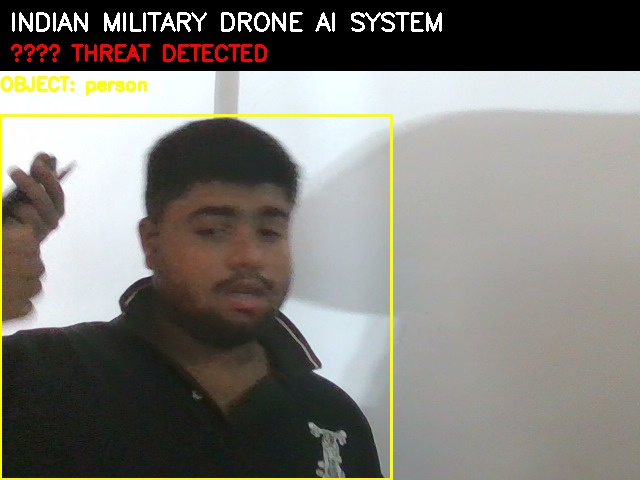 INDIAN MILITARY DRONE AI SYSTEM
???? THREAT DETECTED
OBJECT: person